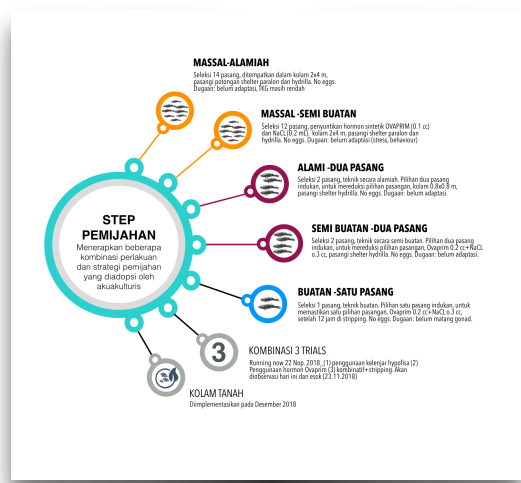 MASSAL-ALAMIAH
Seleksi 14 pasang, ditempatkan dalam kolam 2x4 m,
pasangi potongan shelter paralon dan hydrilla. No eggs.
Dugaan: belum adaptasi, TKG masih rendah
MASSAL -SEMI BUATAN
Seleksi 12 pasang, penyuntikan hormon sintetik OVAPRIM (0.1 cc)
dan NaCL (0.2 mL), kolam 2x4 m, pasangi shelter paralon dan
hydrilla. No eggs. Dugaan: belum adaptasi (stress, behaviour)
ALAMI -DUA PASANG
Seleksi 2 pasang, teknik secara alamiah. Pilihan dua pasang
indukan, untuk mereduksi pilihan pasangan, kolam 0.8x0.8 m,
pasangi shelter hydrilla. No eggs. Dugaan: belum adaptasi.
SEMI BUATAN -DUA PASANG
Seleksi 2 pasang, teknik secara semi buatan. Pilihan dua pasang
indukan, untuk mereduksi pilihan pasangan, Ovaprim 0.2 cc+NaCL
o.3 cc, pasangi shelter hydrilla. No eggs. Dugaan: belum adaptasi.
BUATAN -SATU PASANG
Seleksi 1 pasang, teknik buatan. Pilihan satu pasang indukan, untuk
memastikan satu pilihan pasangan, Ovaprim 0.2 cc+NaCL o.3 cc,
setelah 12 jam di stripping. No eggs. Dugaan: belum matang gonad.
STEP
PEMIJAHAN
Menerapkan beberapa
kombinasi perlakuan
dan strategi pemijahan
yang diadopsi oleh
akuakulturis
3
KOMBINASI 3 TRIALS
Running now 22 Nop. 2018_(1) penggunaan kelenjar hypofisa (2)
Penggunaan hormon Ovaprim (3) kombinatif+stripping. Akan
diobservasi hari ini dan esok (23.11.2018)
KOLAM TANAH
Diimplementasikan pada Desember 2018